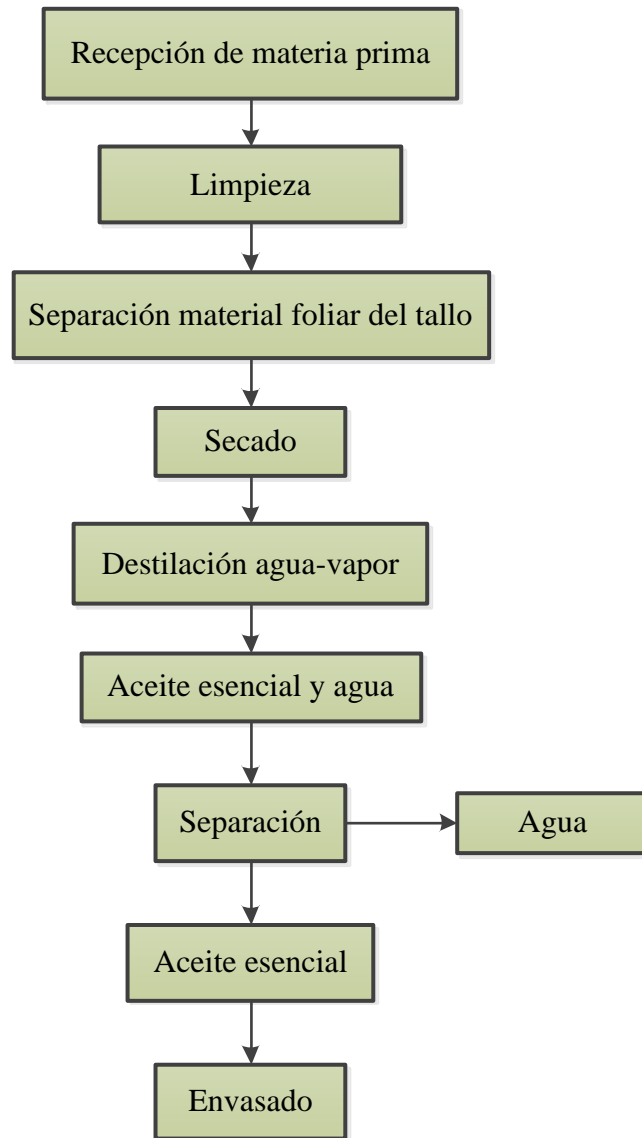 Recepción de materia prima
Limpieza
Separación material foliar del tallo
Secado
Destilación agua-vapor
Aceite esencial y agua
Separación
Agua
Aceite esencial
Envasado